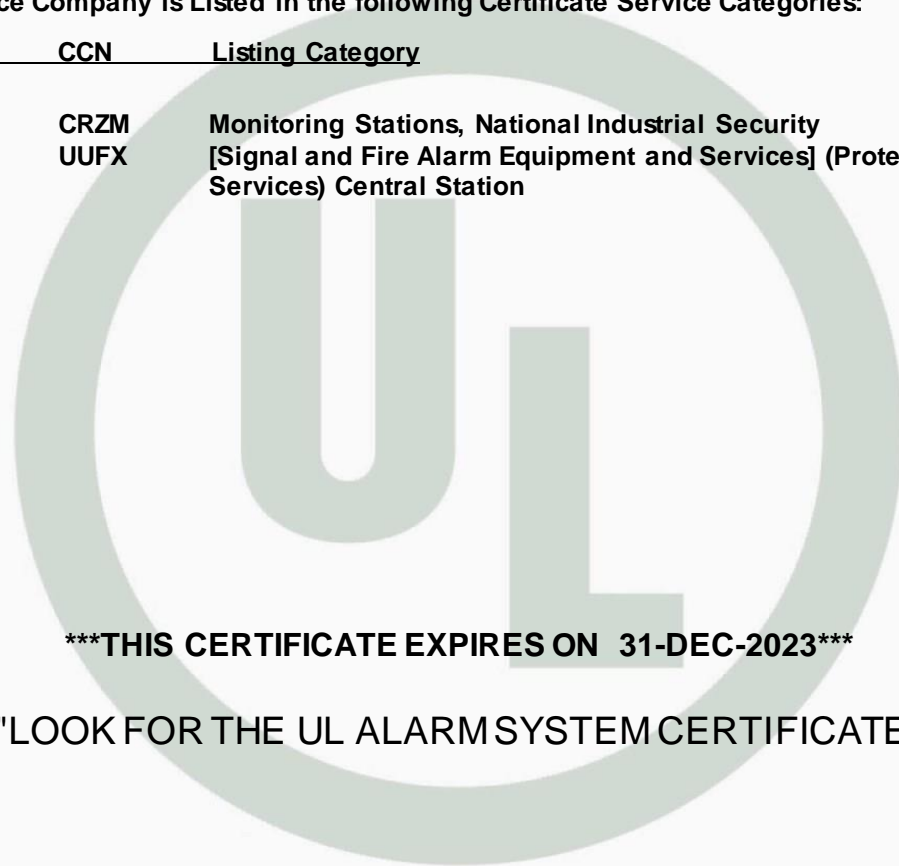 ce Company is Listed in the following Certificate Service Categories:
CCN Listing Category
CRZM Monitoring Stations, National Industrial Security
UUFX [Signal and Fire Alarm Equipment and Services] (Prote
Services) Central Station
UL
***THIS CERTIFICATE EXPIRES ON 31-DEC-2023***
"LOOK FOR THE UL ALARM SYSTEM CERTIFICATE